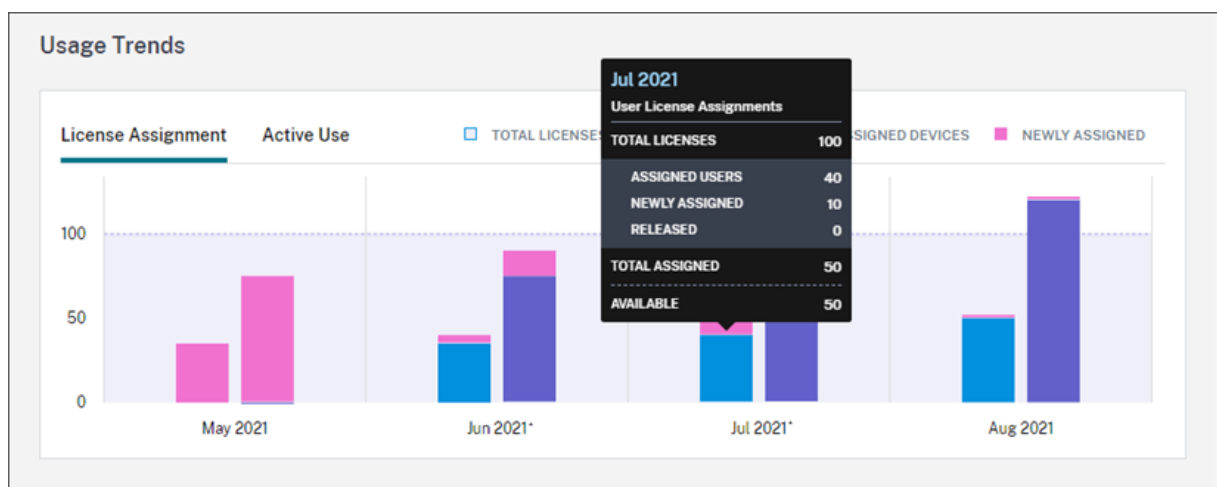 Usage Trends
License Assignment Active Use TOTAL LICENSES ASSIGNED DEVICES NEWLY ASSIGNED
Jul 2021
User License Assignments
TOTAL LICENSES 100
ASSIGNED USERS 40
NEWLY ASSIGNED 10
RELEASED 0
TOTAL ASSIGNED 50
AVAILABLE 50
100
50
0
May 2021 Jun 2021* Jul 2021* Aug 2021